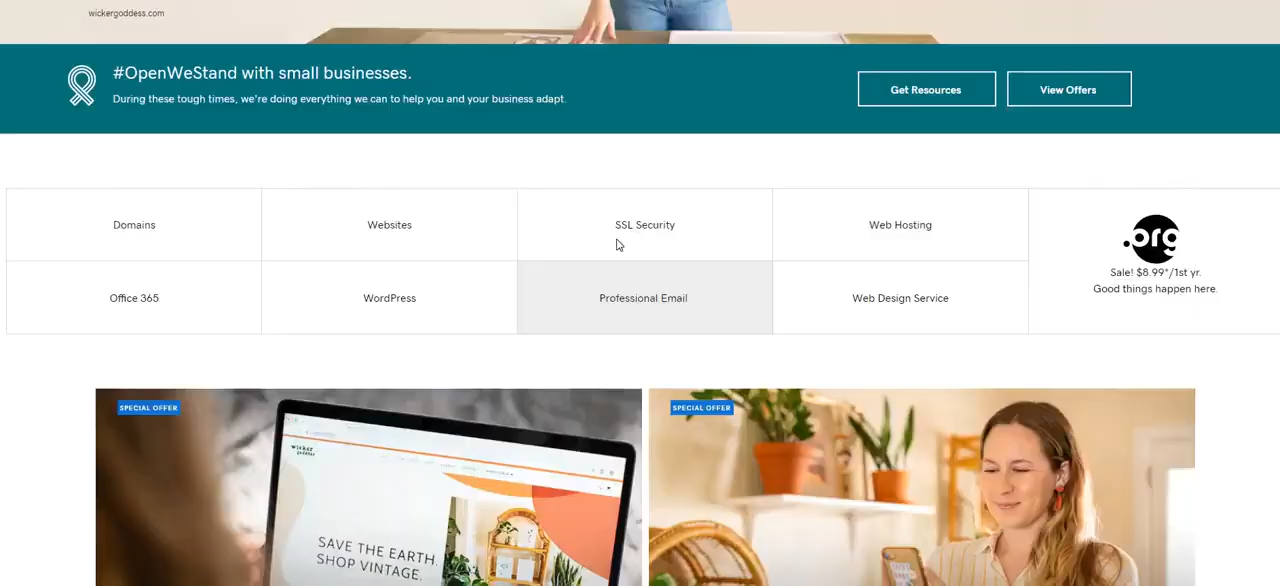 wickergoddess.com
#OpenWeStand with small businesses.
During these tough times, we're doing everything we can to help you and your business adapt.
Get Resources
View Offers
Domains
Websites
SSL Security
Web Hosting
.org
Sale! $8.99*/1st yr.
Good things happen here.
Office 365
WordPress
Professional Email
Web Design Service
SPECIAL OFFER
SPECIAL OFFER
wicker
goddess
SAVE THE EARTH.
SHOP VINTAGE.